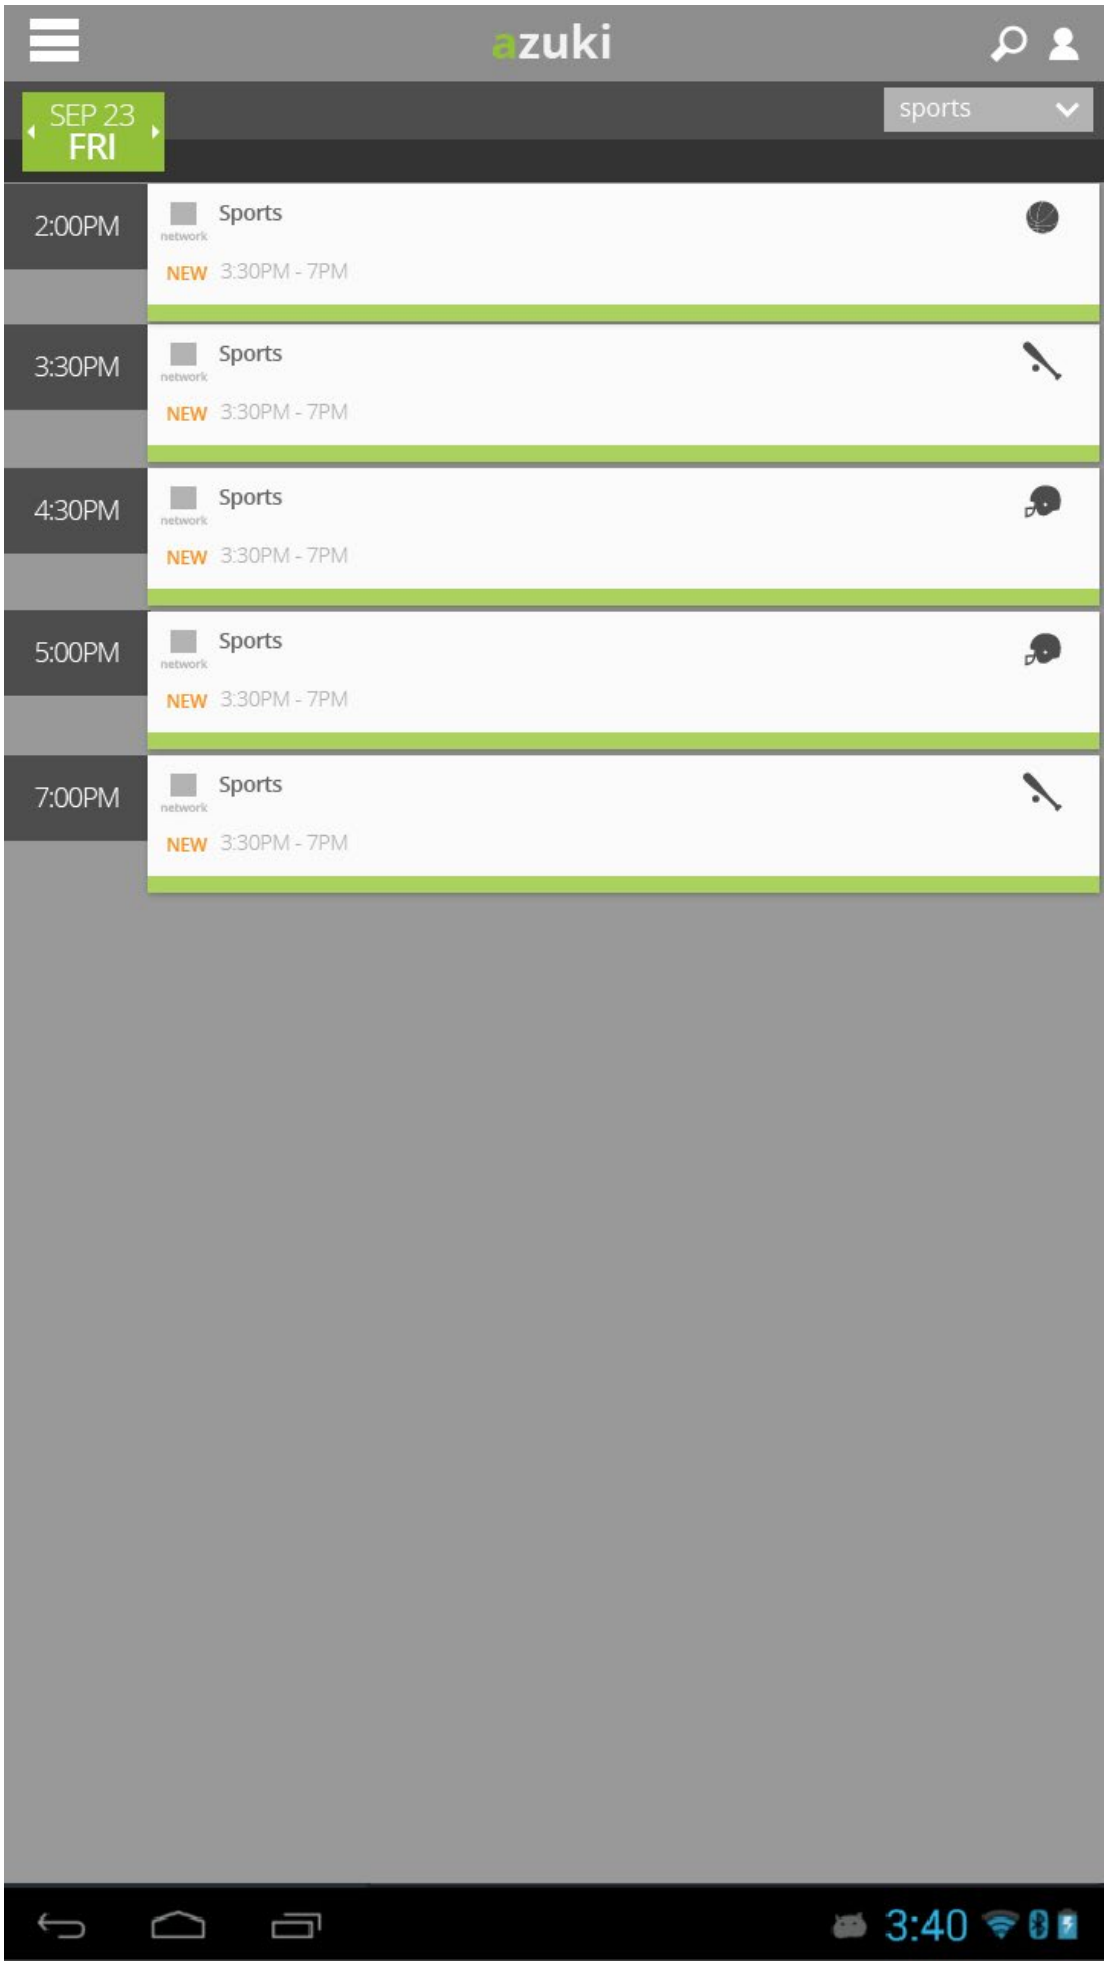 azuki
SEP 23
FRI
sports
2:00PM
Sports
network
NEW 3:30PM - 7PM
3:30PM
Sports
network
NEW 3:30PM - 7PM
4:30PM
Sports
network
NEW 3:30PM - 7PM
5:00PM
Sports
network
NEW 3:30PM - 7PM
7:00PM
Sports
network
NEW 3:30PM - 7PM
3:40